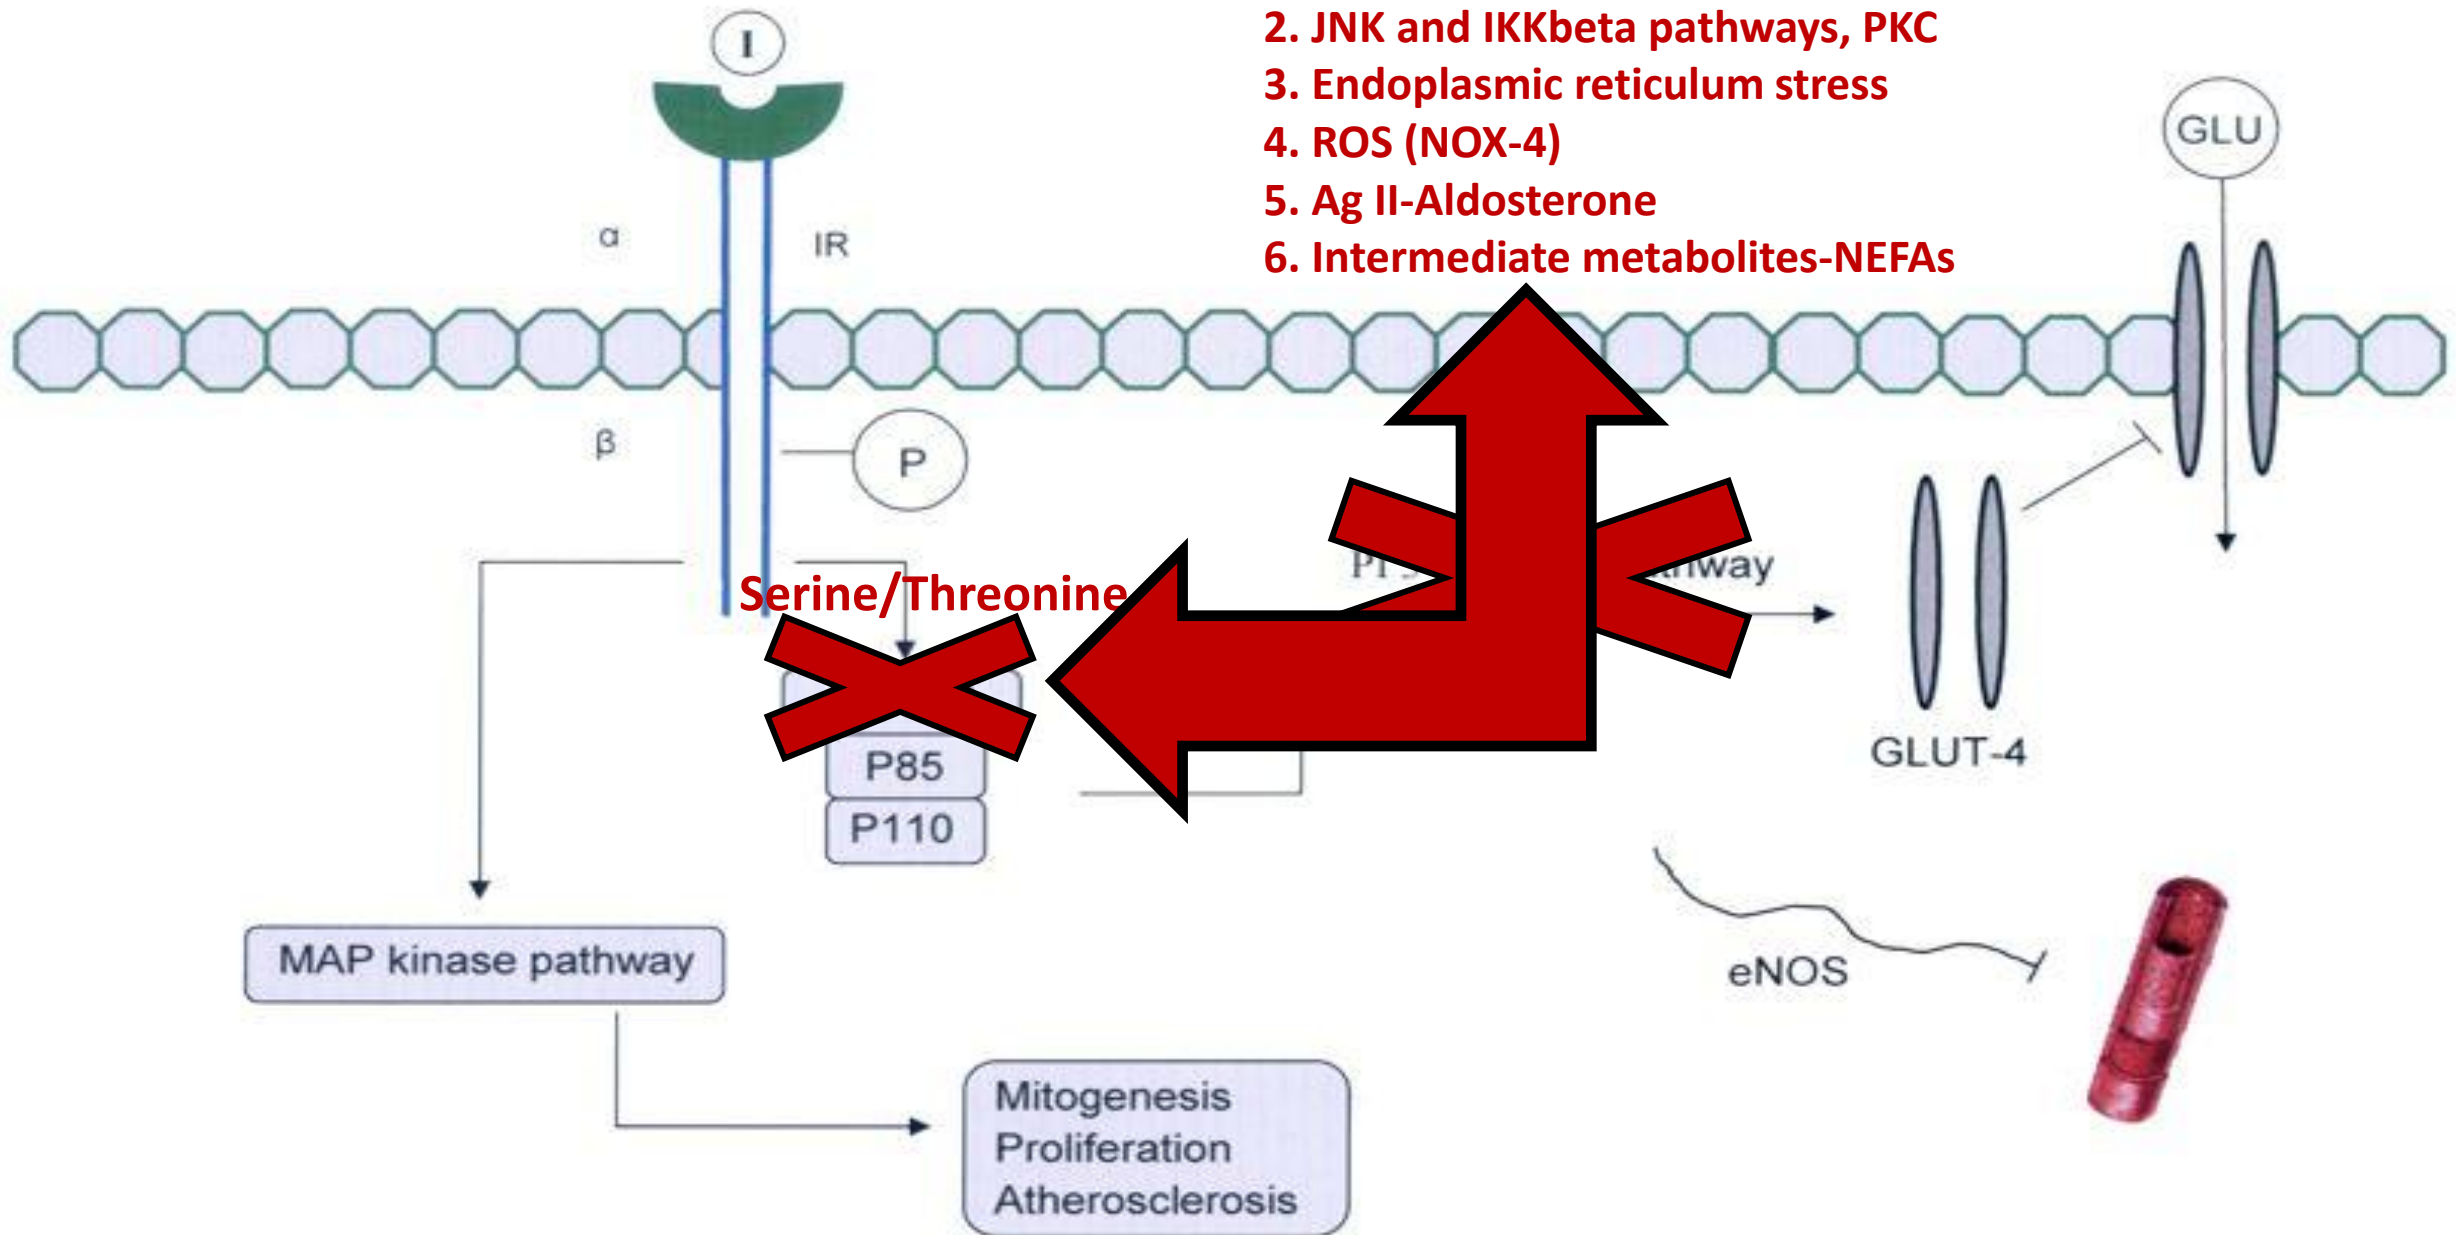 I
2. JNK and IKKbeta pathways, PKC
3. Endoplasmic reticulum stress
4. ROS (NOX-4)
5. Ag II-Aldosterone
6. Intermediate metabolites-NEFAs
GLU
α
IR
β
P
Serine/Threonine
P85
P110
GLUT-4
MAP kinase pathway
eNOS
Mitogenesis
Proliferation
Atherosclerosis